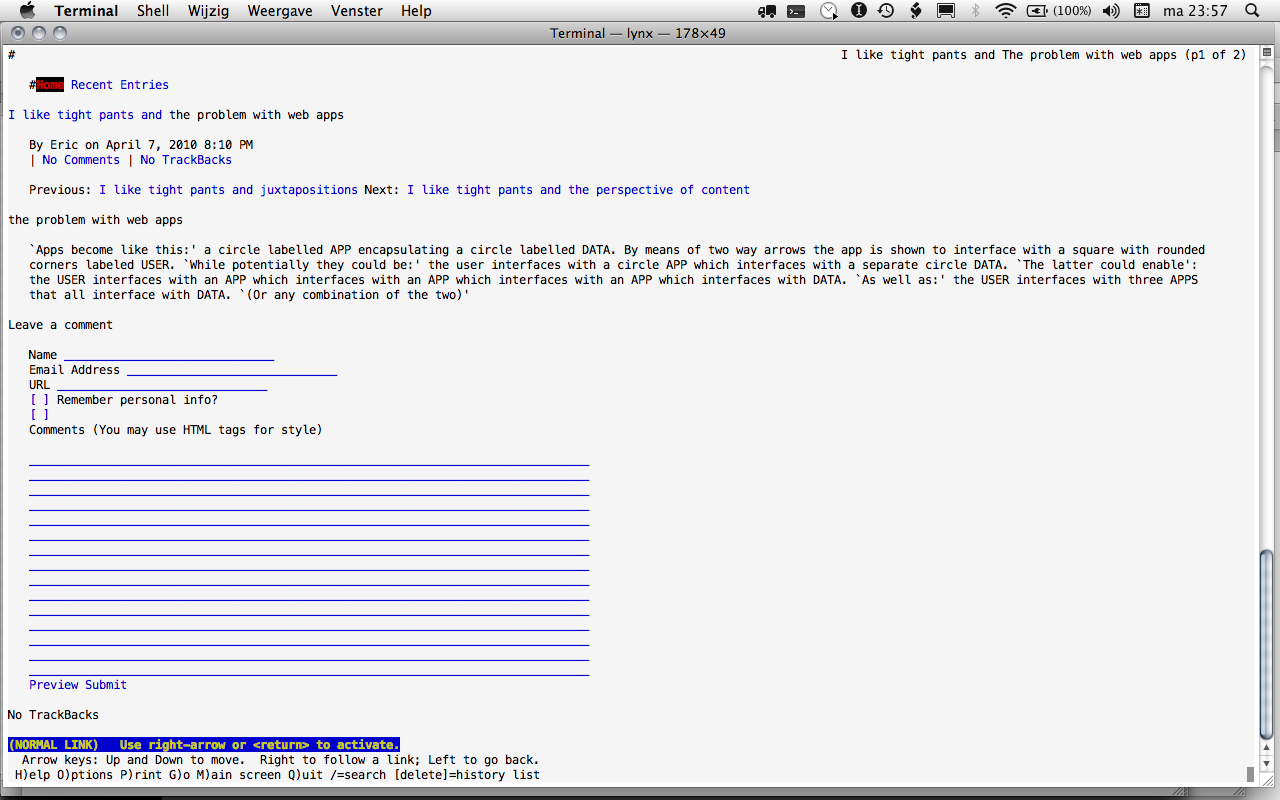 Terminal Shell Wijzig Weergave Venster Help (100%) ma 23:57
Terminal — lynx — 178×49
# I like tight pants and The problem with web apps (p1 of 2)
#Home Recent Entries
I like tight pants and the problem with web apps
By Eric on April 7, 2010 8:10 PM
| No Comments | No TrackBacks
Previous: I like tight pants and juxtapositions Next: I like tight pants and the perspective of content
the problem with web apps
`Apps become like this:' a circle labelled APP encapsulating a circle labelled DATA. By means of two way arrows the app is shown to interface with a square with rounded
corners labeled USER. `While potentially they could be:' the user interfaces with a circle APP which interfaces with a separate circle DATA. `The latter could enable':
the USER interfaces with an APP which interfaces with an APP which interfaces with an APP which interfaces with DATA. `As well as:' the USER interfaces with three APPS
that all interface with DATA. `(Or any combination of the two)'
Leave a comment
Name ______________________________
Email Address ______________________________
URL ______________________________
[ ] Remember personal info?
[ ]
Comments (You may use HTML tags for style)
Preview Submit
No TrackBacks
(NORMAL LINK) Use right-arrow or <return> to activate.
Arrow keys: Up and Down to move. Right to follow a link; Left to go back.
H)elp O)ptions P)rint G)o M)ain screen Q)uit /=search [delete]=history list